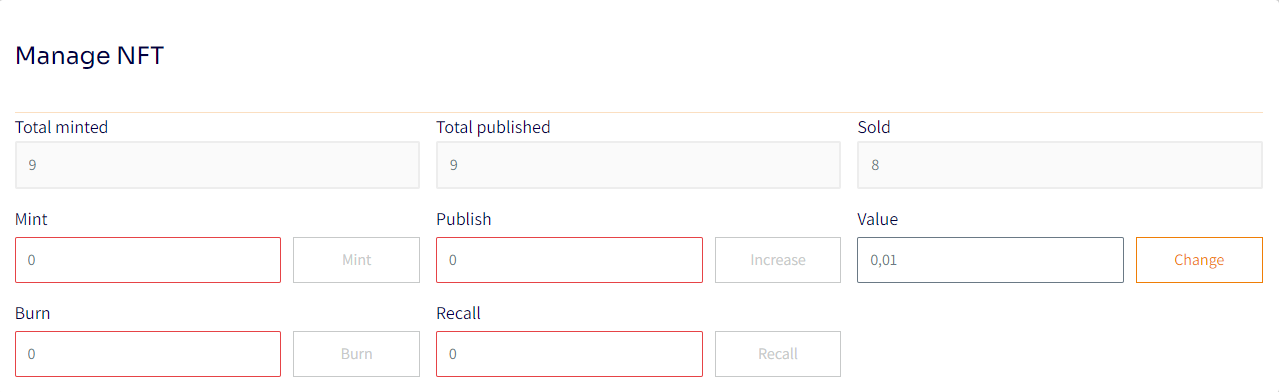 Manage NFT
Total minted Total published Sold
9 9 8
Mint Publish Value
0 Mint 0 Increase 0,01 Change
Burn Recall
0 Burn 0 Recall